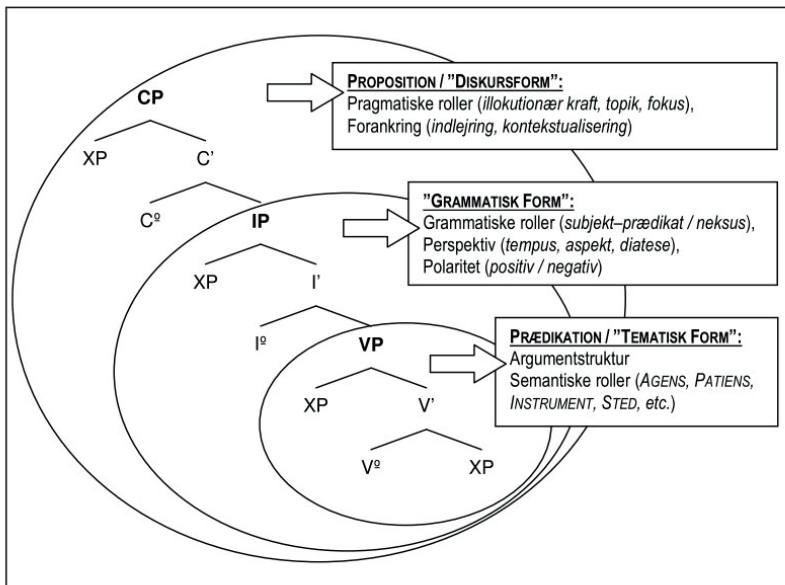 CP
XP C’
Cº IP
XP I’
Iº VP
XP V’
Vº XP
PROPOSITION / ”DISKURSFORM”:
Pragmatiske roller (illokutionær kraft, topik, fokus),
Forankring (indlejring, kontekstualisering)
”GRAMMATISK FORM”:
Grammatiske roller (subjekt–prædikat / neksus),
Perspektiv (tempus, aspekt, diatese),
Polaritet (positiv / negativ)
PRÆDIKATION / ”TEMATISK FORM”:
Argumentstruktur
Semantiske roller (AGENS, PATIENS,
INSTRUMENT, STED, etc.)